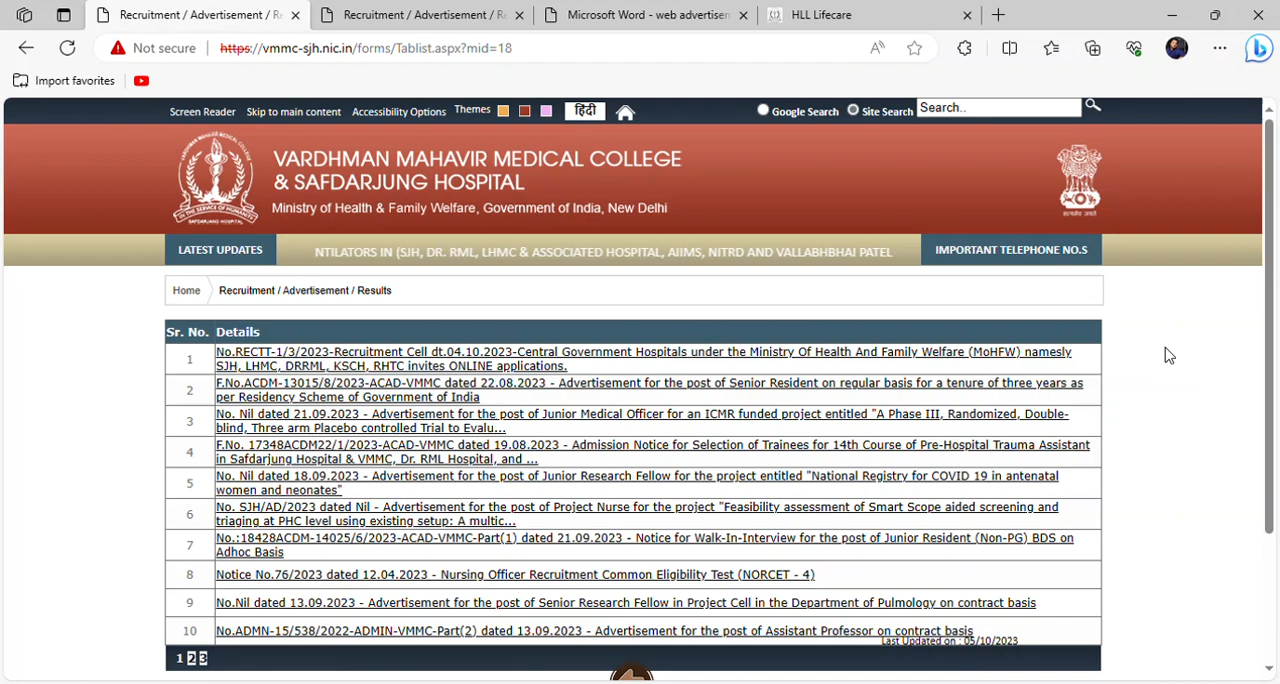 Recruitment / Advertisement / Re
Recruitment / Advertisement / Re
Microsoft Word - web advertisen
HLL Lifecare
Not secure
https://vmmc-sjh.nic.in/forms/Tablist.aspx?mid=18
Import favorites
Screen Reader
Skip to main content
Accessibility Options
Themes
हिंदी
Google Search
Site Search
Search..
VARDHMAN MAHAVIR MEDICAL COLLEGE
& SAFDARJUNG HOSPITAL
Ministry of Health & Family Welfare, Government of India, New Delhi
LATEST UPDATES
NTILATORS IN (SJH, DR. RML, LHMC & ASSOCIATED HOSPITAL, AIIMS, NITRD AND VALLABHBHAI PATEL
IMPORTANT TELEPHONE NO.S
Home
Recruitment / Advertisement / Results
Sr. No. Details
1 No.RECTT-1/3/2023-Recruitment Cell dt.04.10.2023-Central Government Hospitals under the Ministry Of Health And Family Welfare (MoHFW) namesly
SJH, LHMC, DRRML, KSCH, RHTC invites ONLINE applications.
2 F.No.ACDM-13015/8/2023-ACAD-VMMC dated 22.08.2023 - Advertisement for the post of Senior Resident on regular basis for a tenure of three years as
per Residency Scheme of Government of India
3 No. Nil dated 21.09.2023 - Advertisement for the post of Junior Medical Officer for an ICMR funded project entitled "A Phase III, Randomized, Double-
blind, Three arm Placebo controlled Trial to Evalu...
4 F.No. 17348ACDM22/1/2023-ACAD-VMMC dated 19.08.2023 - Admission Notice for Selection of Trainees for 14th Course of Pre-Hospital Trauma Assistant
in Safdarjung Hospital & VMMC, Dr. RML Hospital, and ...
5 No. Nil dated 18.09.2023 - Advertisement for the post of Junior Research Fellow for the project entitled "National Registry for COVID 19 in antenatal
women and neonates"
6 No. SJH/AD/2023 dated Nil - Advertisement for the post of Project Nurse for the project "Feasibility assessment of Smart Scope aided screening and
triaging at PHC level using existing setup: A multic...
7 No.:18428ACDM-14025/6/2023-ACAD-VMMC-Part(1) dated 21.09.2023 - Notice for Walk-In-Interview for the post of Junior Resident (Non-PG) BDS on
Adhoc Basis
8 Notice No.76/2023 dated 12.04.2023 - Nursing Officer Recruitment Common Eligibility Test (NORCET - 4)
9 No.Nil dated 13.09.2023 - Advertisement for the post of Senior Research Fellow in Project Cell in the Department of Pulmology on contract basis
10 No.ADMN-15/538/2022-ADMIN-VMMC-Part(2) dated 13.09.2023 - Advertisement for the post of Assistant Professor on contract basis
Last Updated on : 05/10/2023
1 2 3